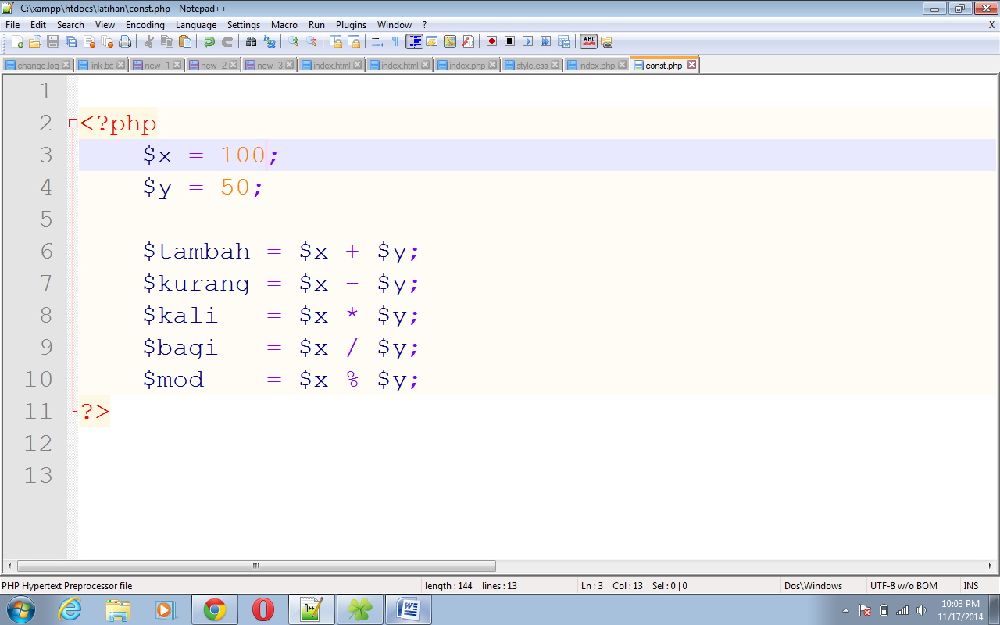 C:\xampp\htdocs\latihan\const.php - Notepad++
File Edit Search View Encoding Language Settings Macro Run Plugins Window ? X
ABC
change.log link.txt new 1 new 2 new 3 index.html index.html index.php style.css index.php const.php
1
2 <?php
3 $x = 100;
4 $y = 50;
5
6 $tambah = $x + $y;
7 $kurang = $x - $y;
8 $kali = $x * $y;
9 $bagi = $x / $y;
10 $mod = $x % $y;
11 ?>
12
13
PHP Hypertext Preprocessor file length : 144 lines : 13 Ln : 3 Col : 13 Sel : 0 | 0 Dos\Windows UTF-8 w/o BOM INS
10:03 PM
11/17/2014